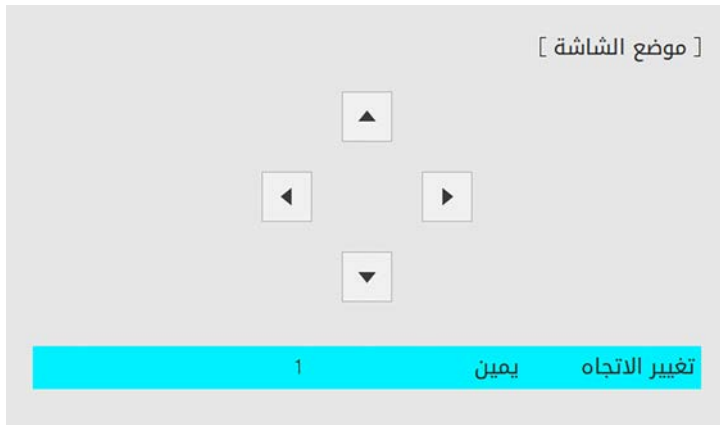 [ موضع الشاشة ]
تغيير الاتجاه يمين 1